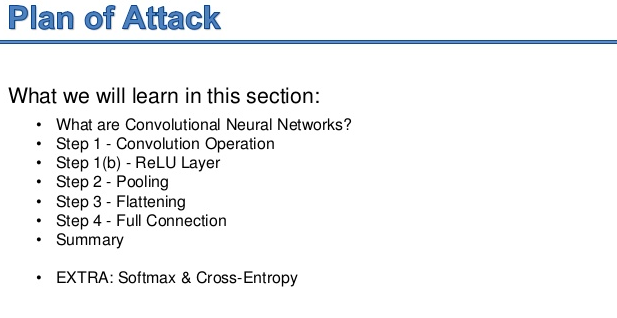 Plan of Attack
What we will learn in this section:
• What are Convolutional Neural Networks?
• Step 1 - Convolution Operation
• Step 1(b) - ReLU Layer
• Step 2 - Pooling
• Step 3 - Flattening
• Step 4 - Full Connection
• Summary
• EXTRA: Softmax & Cross-Entropy